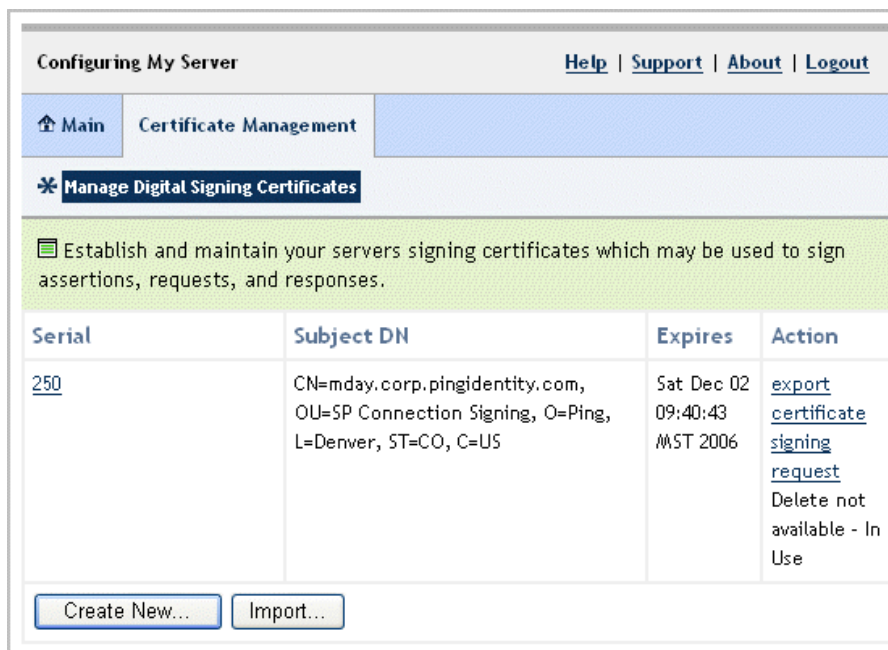 Configuring My Server
Help | Support | About | Logout
Main
Certificate Management
Manage Digital Signing Certificates
Establish and maintain your servers signing certificates which may be used to sign
assertions, requests, and responses.
Serial
Subject DN
Expires
Action
250
CN=mday.corp.pingidentity.com,
OU=SP Connection Signing, O=Ping,
L=Denver, ST=CO, C=US
Sat Dec 02
09:40:43
MST 2006
export
certificate
signing
request
Delete not
available - In
Use
Create New...
Import...